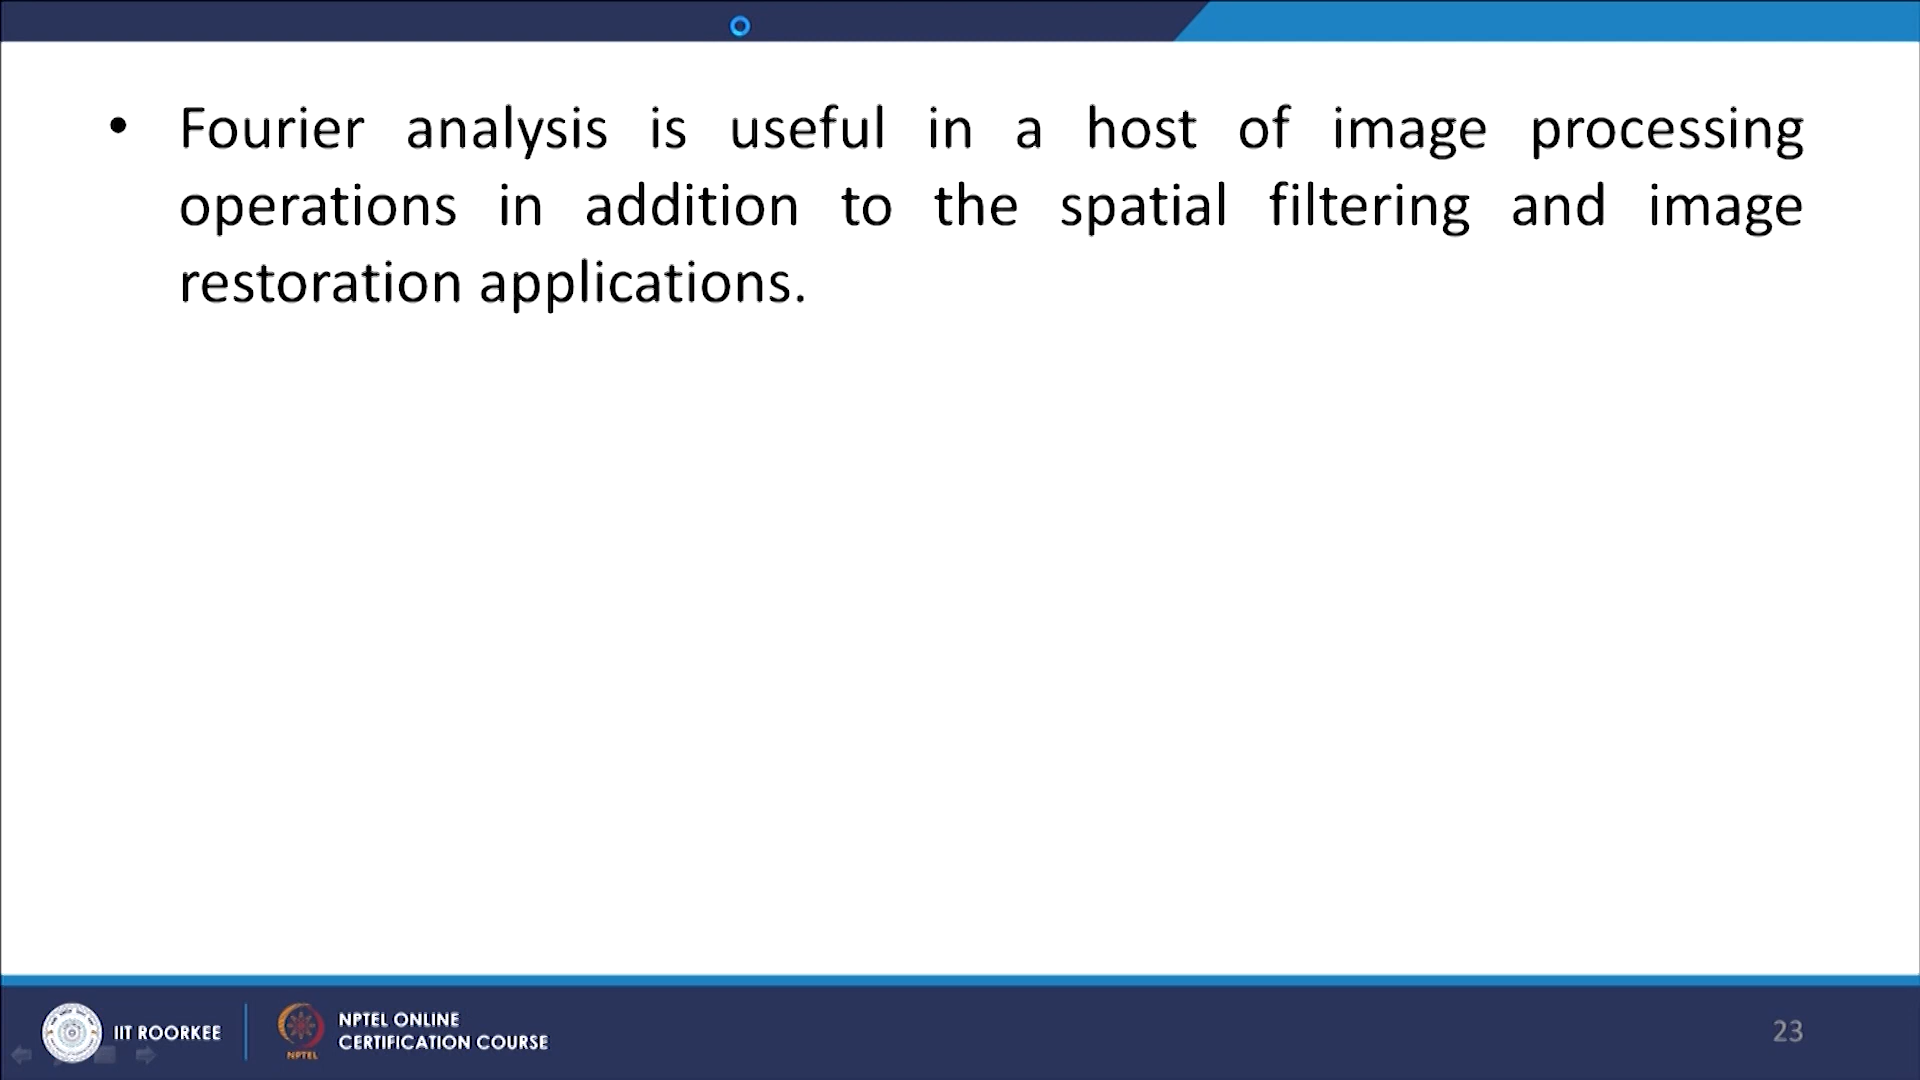 • Fourier analysis is useful in a host of image processing
operations in addition to the spatial filtering and image
restoration applications.
IIT ROORKEE
NPTEL
NPTEL ONLINE
CERTIFICATION COURSE
23